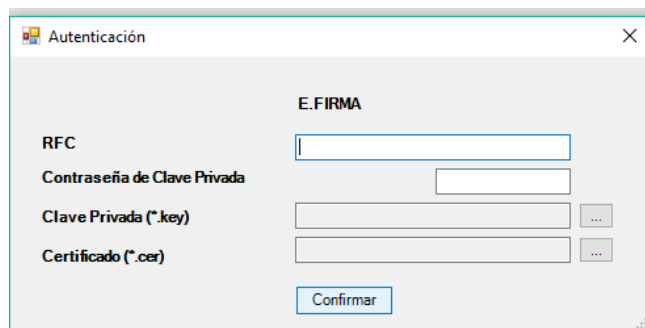 Autenticación
E.FIRMA
RFC
Contraseña de Clave Privada
Clave Privada (*.key)
...
Certificado (*.cer)
...
Confirmar